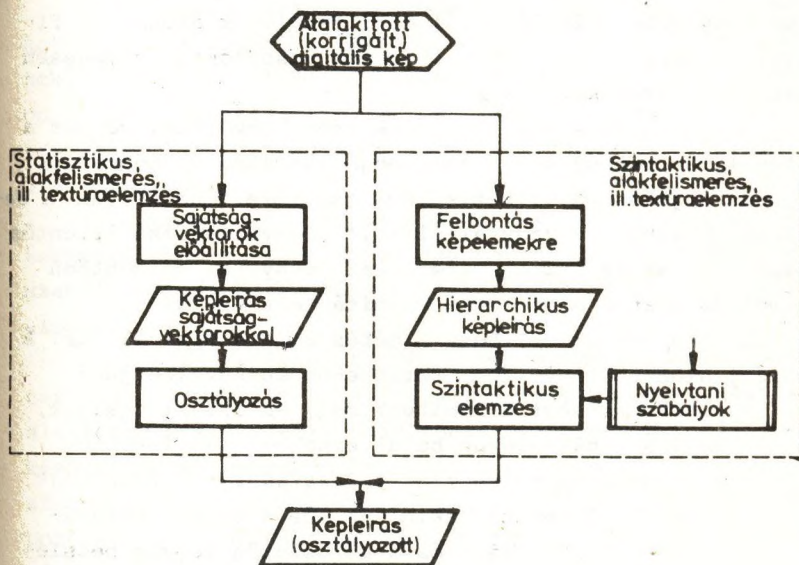 Átalakított
(korrigált)
digitális kép
Statisztikus,
alakfelismerés,
ill. textúraelemzés
Szintaktikus,
alakfelismerés,
ill. textúraelemzés
Sajátság-
vektorok
előállítása
Felbontás
képelemekre
Képleírás
sajátság-
vektorokkal
Hierarchikus
képleírás
Osztályozás
Szintaktikus
elemzés
Nyelvtani
szabályok
Képleírás
(osztályozott)